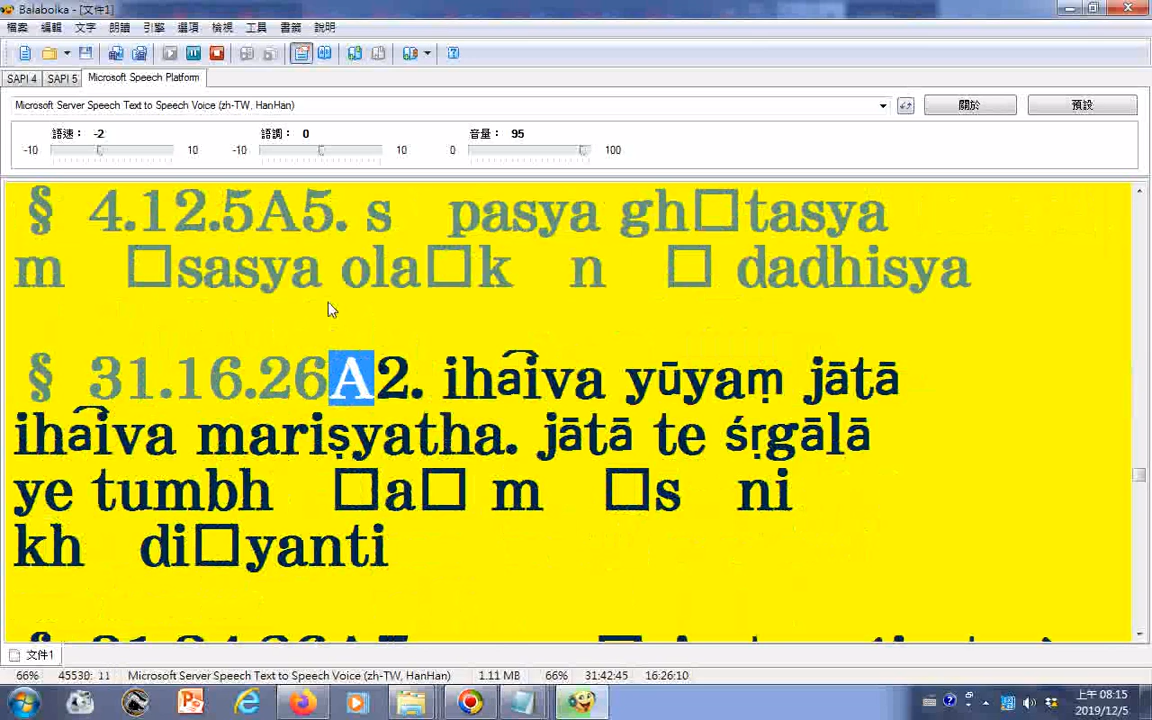 Balabolka - [文件1]
檔案 編輯 文字 朗讀 引擎 選項 檢視 工具 書籤 說明
SAPI 4 SAPI 5 Microsoft Speech Platform
Microsoft Server Speech Text to Speech Voice (zh-TW, HanHan) 關於 預設
語速： -2 語調： 0 音量： 95
-10 10 -10 10 0 100
§ 4.12.5A5. s pasya gh□tasya
m □sasya ola□k n □ dadhisya
§ 31.16.26A2. iha͡iva yūyaṃ jātā
iha͡iva mariṣyatha. jātā te śṛgālā
ye tumbh □a□ m □s ni
kh di□yanti
文件1
66% 45530: 11 Microsoft Server Speech Text to Speech Voice (zh-TW, HanHan) 1.11 MB 66% 31:42:45 16:26:10
上午 08:15
2019/12/5